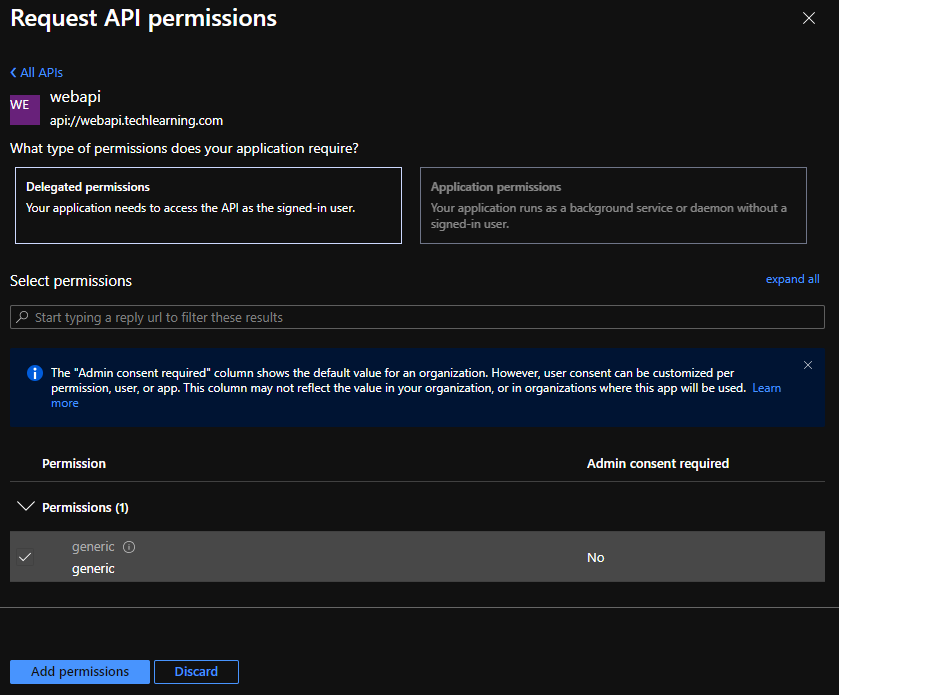 Request API permissions
All APIs
WE
webapi
api://webapi.techlearning.com
What type of permissions does your application require?
Delegated permissions
Your application needs to access the API as the signed-in user.
Application permissions
Your application runs as a background service or daemon without a
signed-in user.
Select permissions
expand all
Start typing a reply url to filter these results
The "Admin consent required" column shows the default value for an organization. However, user consent can be customized per
permission, user, or app. This column may not reflect the value in your organization, or in organizations where this app will be used. Learn
more
Permission
Admin consent required
Permissions (1)
generic
generic
No
Add permissions
Discard